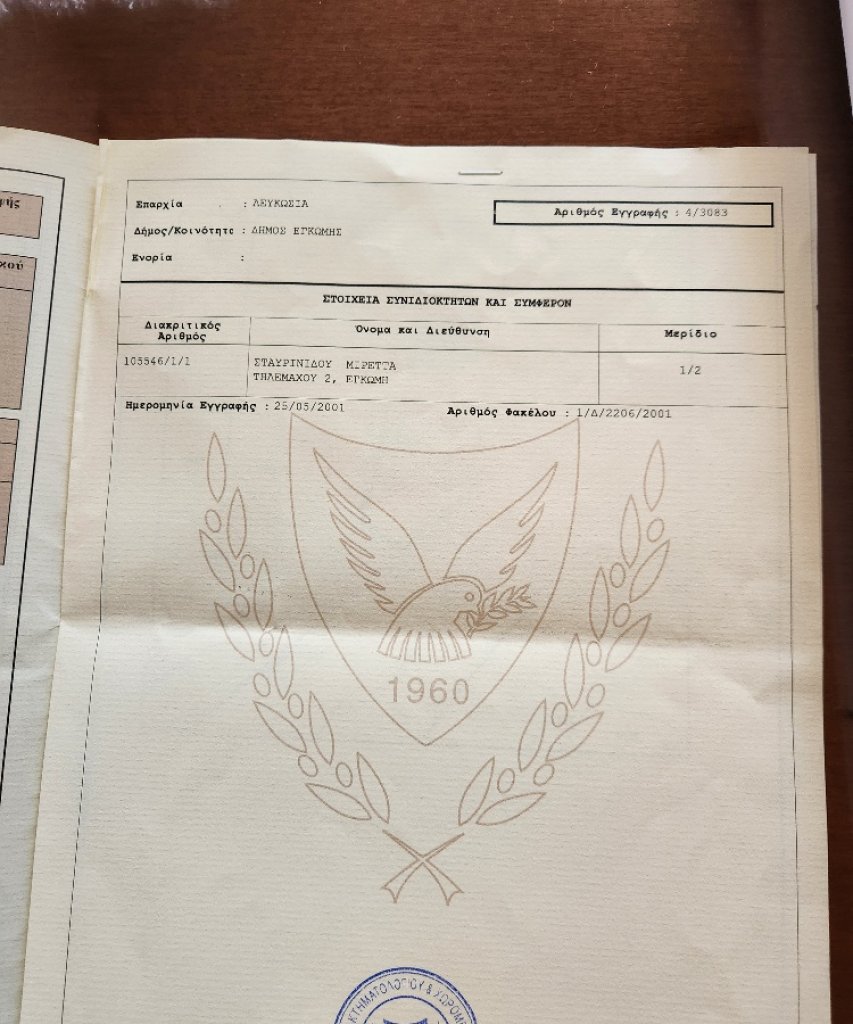 Επαρχία : ΛΕΥΚΩΣΙΑ
Αριθμός Εγγραφής : 4/3083
Δήμος/Κοινότητα : ΔΗΜΟΣ ΕΓΚΩΜΗΣ
Ενορία :
ΣΤΟΙΧΕΙΑ ΣΥΝΙΔΙΟΚΤΗΤΩΝ ΚΑΙ ΣΥΜΦΕΡΟΝ
Διακριτικός Αριθμός
Όνομα και Διεύθυνση
Μερίδιο
105546/1/1
ΣΤΑΥΡΙΝΙΔΟΥ ΜΙΡΕΤΤΑ
ΤΗΛΕΜΑΧΟΥ 2, ΕΓΚΩΜΗ
1/2
Ημερομηνία Εγγραφής : 25/05/2001
Αριθμός Φακέλου : 1/Δ/2206/2001
1960
ΚΤΗΜΑΤΟΛΟΓΙΟΥ & ΧΩΡΟΜΕ